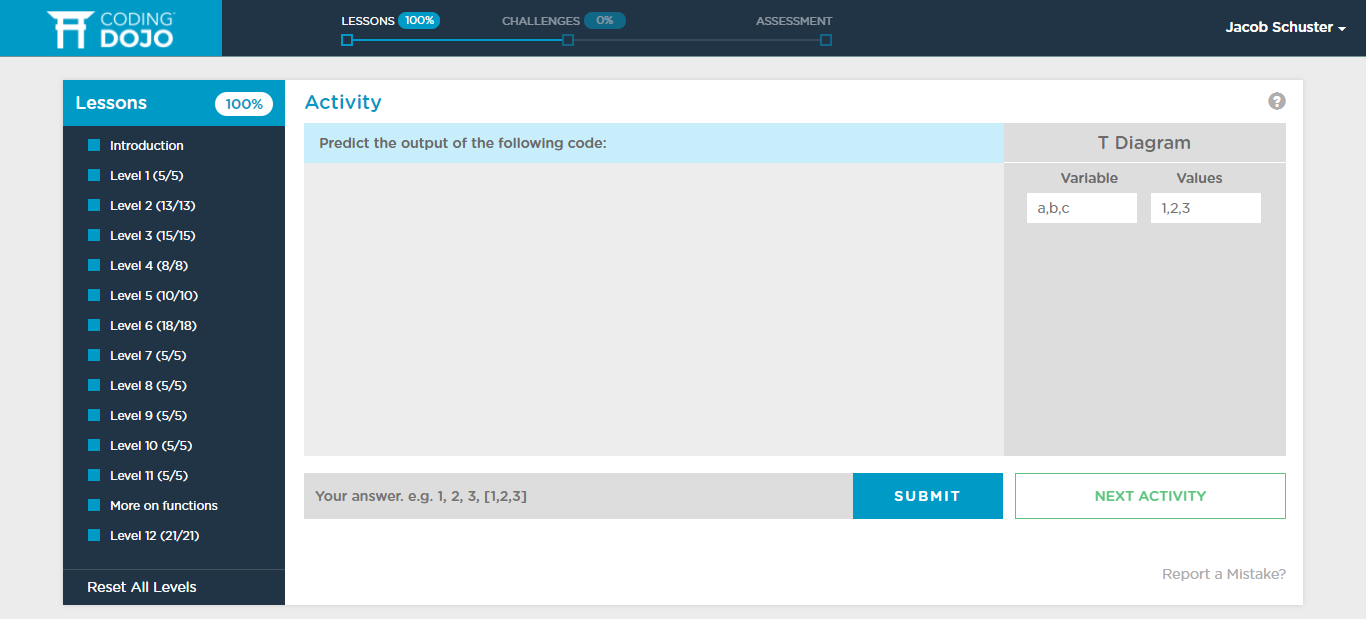 CODING
DOJO
LESSONS 100%
CHALLENGES 0%
ASSESSMENT
Jacob Schuster
Lessons 100%
Introduction
Level 1 (5/5)
Level 2 (13/13)
Level 3 (15/15)
Level 4 (8/8)
Level 5 (10/10)
Level 6 (18/18)
Level 7 (5/5)
Level 8 (5/5)
Level 9 (5/5)
Level 10 (5/5)
Level 11 (5/5)
More on functions
Level 12 (21/21)
Reset All Levels
Activity
?
Predict the output of the following code:
T Diagram
Variable Values
a,b,c 1,2,3
Your answer. e.g. 1, 2, 3, [1,2,3]
SUBMIT
NEXT ACTIVITY
Report a Mistake?